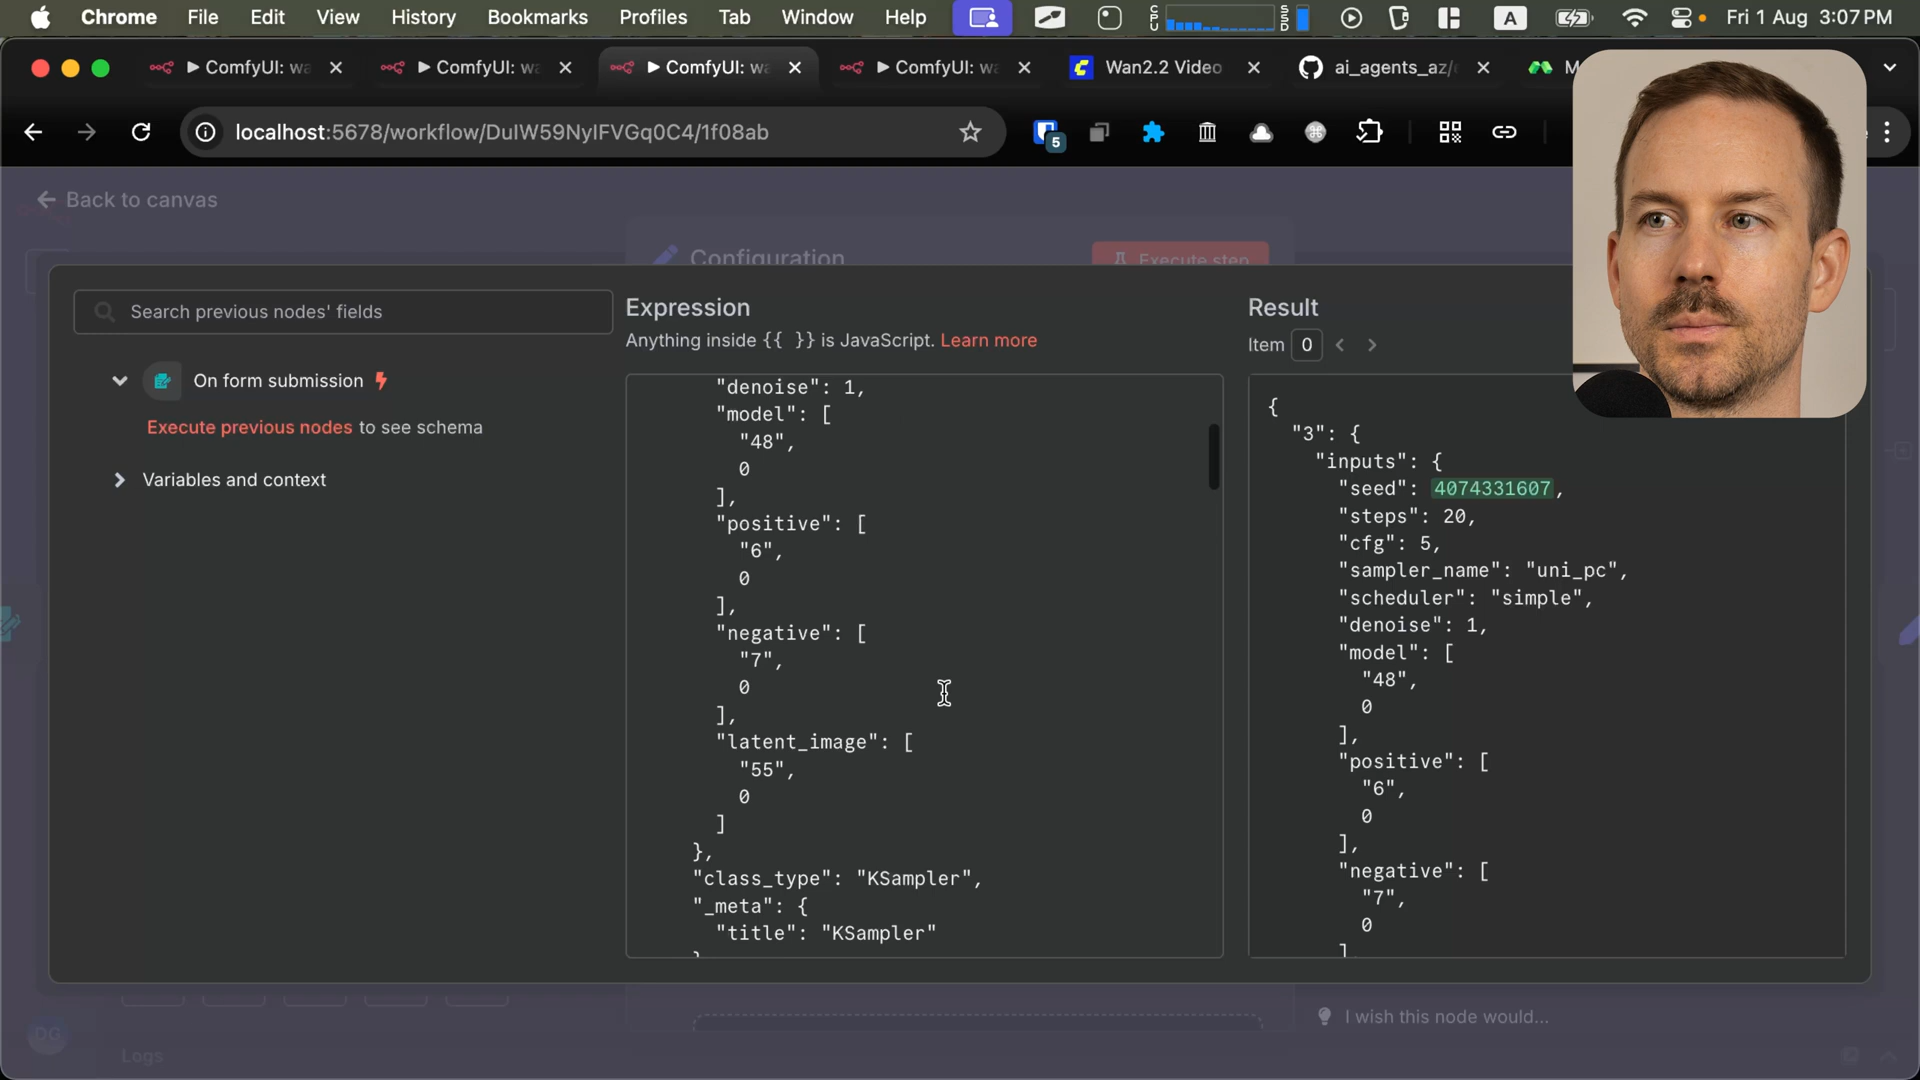 Chrome File Edit View History Bookmarks Profiles Tab Window Help CPU SSD A Fri 1 Aug 3:07 PM
ComfyUI: wa ComfyUI: wa ComfyUI: wa ComfyUI: wa Wan2.2 Video ai_agents_az/ M
localhost:5678/workflow/DuIW59NyIFVGq0C4/1f08ab 5
Back to canvas
Configuration Execute step
Search previous nodes' fields
On form submission
Execute previous nodes to see schema
Variables and context
Expression
Anything inside {{ }} is JavaScript. Learn more
"denoise": 1,
"model": [
"48",
0
],
"positive": [
"6",
0
],
"negative": [
"7",
0
],
"latent_image": [
"55",
0
]
},
"class_type": "KSampler",
"_meta": {
"title": "KSampler"
Result
Item 0
{
"3": {
"inputs": {
"seed": 4074331607,
"steps": 20,
"cfg": 5,
"sampler_name": "uni_pc",
"scheduler": "simple",
"denoise": 1,
"model": [
"48",
0
],
"positive": [
"6",
0
],
"negative": [
"7",
0
]
I wish this node would...
DG
Logs